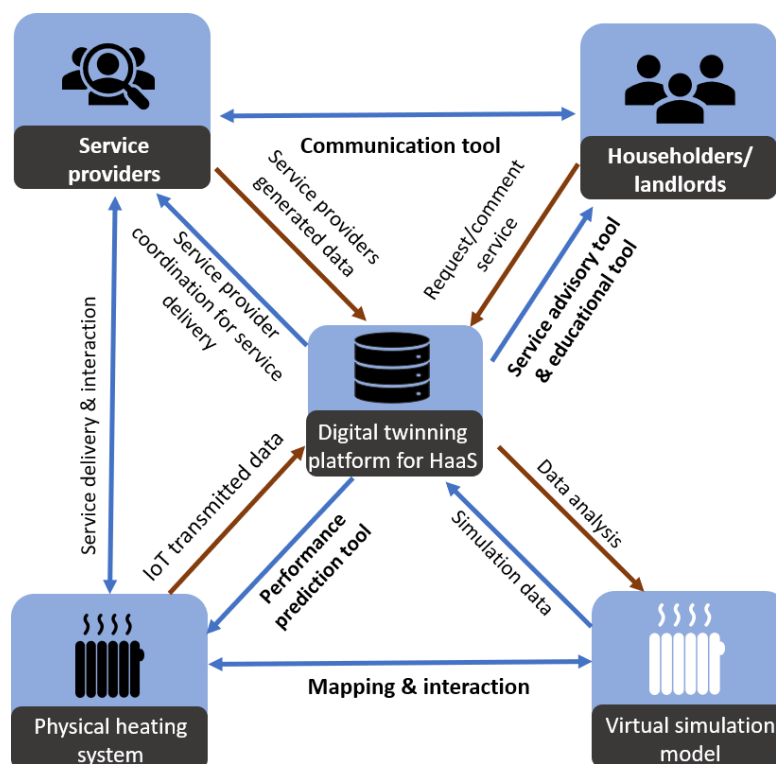 Service
providers
Communication tool
Householders/
landlords
Service providers
generated data
Request/comment
service
Service provider
coordination for service
delivery
Service advisory tool
& educational tool
Service delivery & interaction
Digital twinning
platform for HaaS
IoT transmitted data
Performance
prediction tool
Simulation data
Data analysis
Mapping & interaction
Physical heating
system
Virtual simulation
model